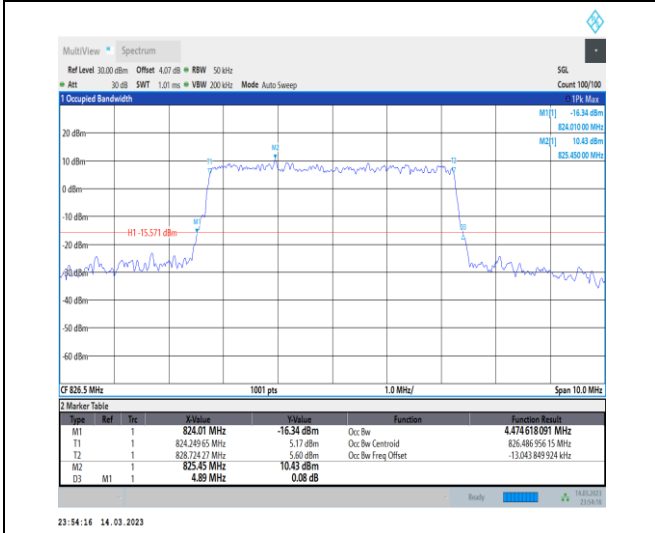 MultiView Spectrum
Ref Level 30.00 dBm Offset 4.07 dB RBW 50 kHz SGL
Att 30 dB SWT 1.01 ms VBW 200 kHz Mode Auto Sweep Count 100/100
1 Occupied Bandwidth 1Pk Max
M1[1] -16.34 dBm
824.010 00 MHz
M2[1] 10.43 dBm
825.450 00 MHz
20 dBm
M2
T1
T2
10 dBm
0 dBm
-10 dBm
M1
D3
H1 -15.571 dBm
-20 dBm
-30 dBm
-40 dBm
-50 dBm
-60 dBm
CF 826.5 MHz 1001 pts 1.0 MHz/ Span 10.0 MHz
2 Marker Table
Type Ref Trc X-Value Y-Value Function Function Result
M1 1 824.01 MHz -16.34 dBm Occ Bw 4.474 618 091 MHz
T1 1 824.249 65 MHz 5.17 dBm Occ Bw Centroid 826.486 956 15 MHz
T2 1 828.724 27 MHz 5.60 dBm Occ Bw Freq Offset -13.043 849 924 kHz
M2 1 825.45 MHz 10.43 dBm
D3 M1 1 4.89 MHz 0.08 dB
Ready 14.03.2023
23:54:16
23:54:16 14.03.2023